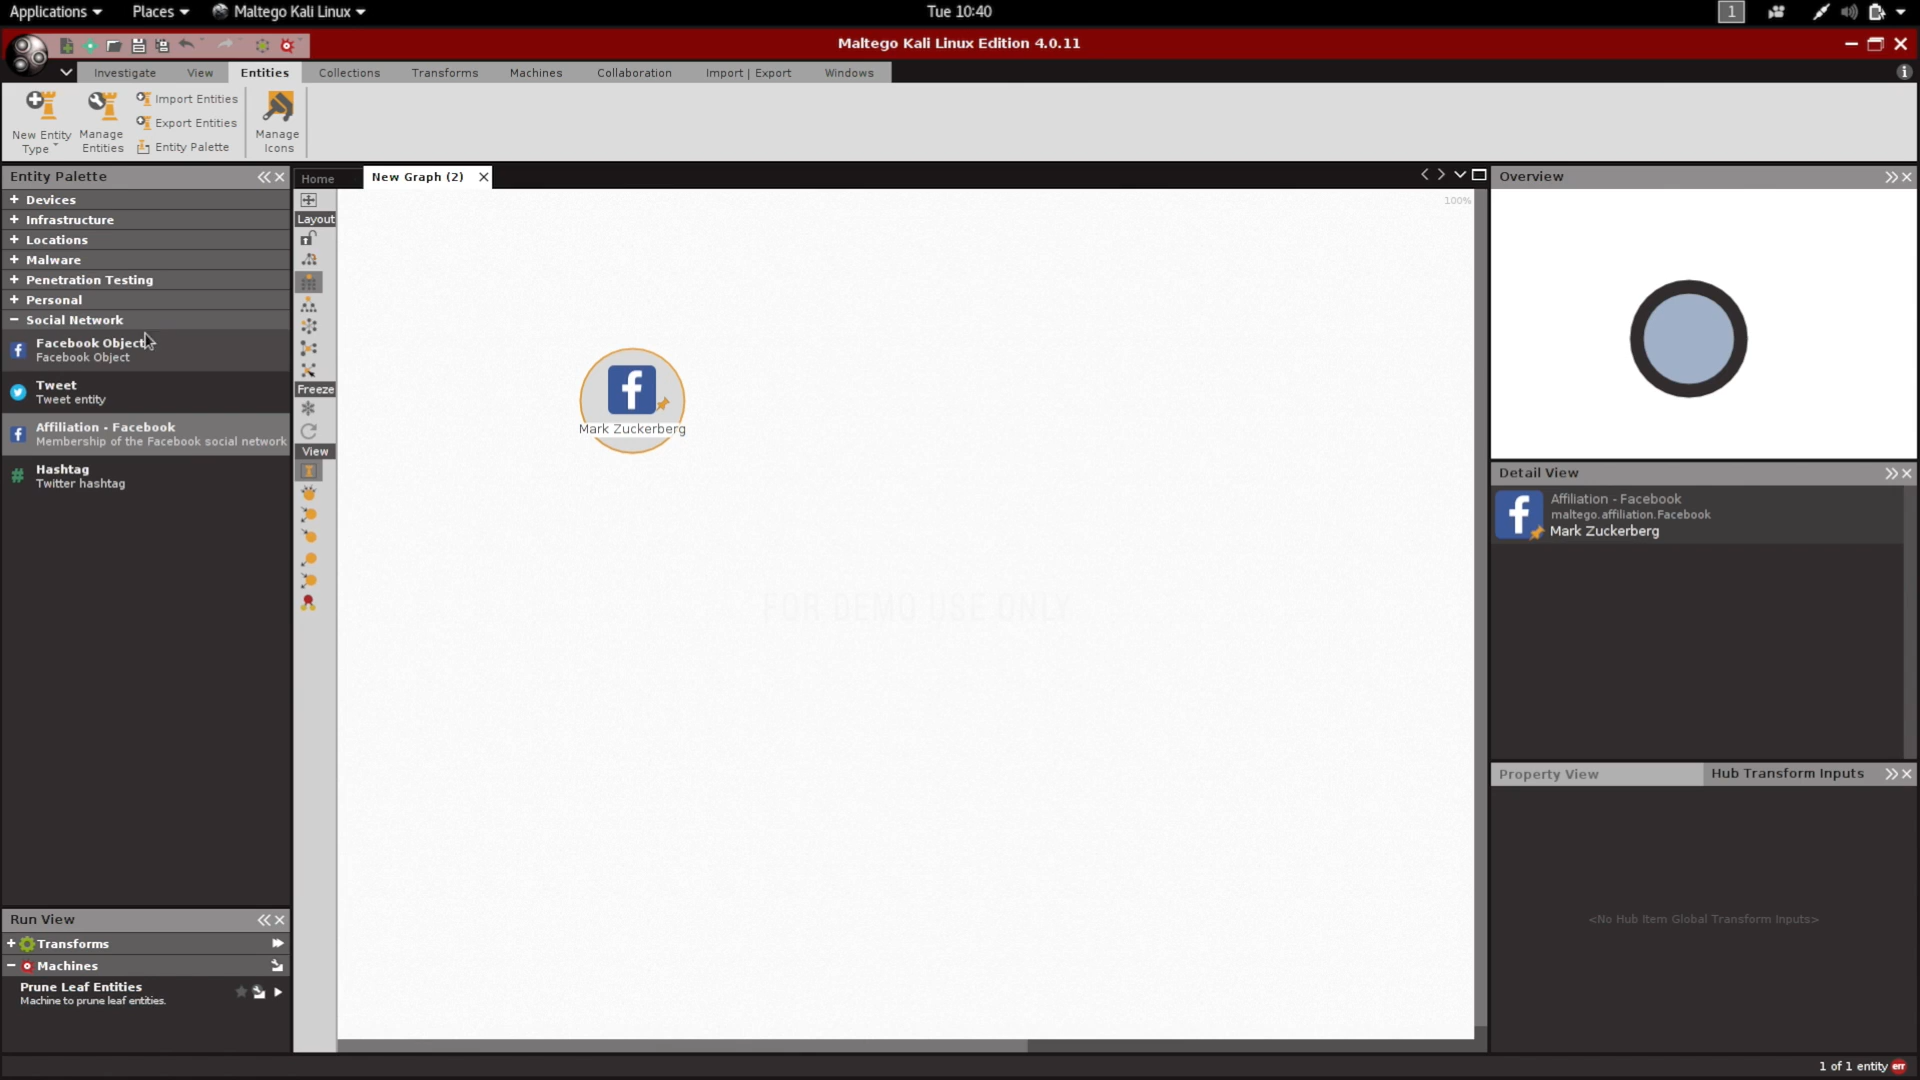 Applications Places Maltego Kali Linux Tue 10:40 1
Maltego Kali Linux Edition 4.0.11
Investigate View Entities Collections Transforms Machines Collaboration Import | Export Windows
New Entity Type
Manage Entities
Import Entities
Export Entities
Entity Palette
Manage Icons
Entity Palette
Devices
Infrastructure
Locations
Malware
Penetration Testing
Personal
Social Network
Facebook Object
Facebook Object
Tweet
Tweet entity
Affiliation - Facebook
Membership of the Facebook social network
Hashtag
Twitter hashtag
Run View
Transforms
Machines
Prune Leaf Entities
Machine to prune leaf entities.
Home New Graph (2)
Layout
Freeze
View
100%
Mark Zuckerberg
FOR DEMO USE ONLY
Overview
Detail View
Affiliation - Facebook
maltego.affiliation.Facebook
Mark Zuckerberg
Property View Hub Transform Inputs
<No Hub Item Global Transform Inputs>
1 of 1 entity err